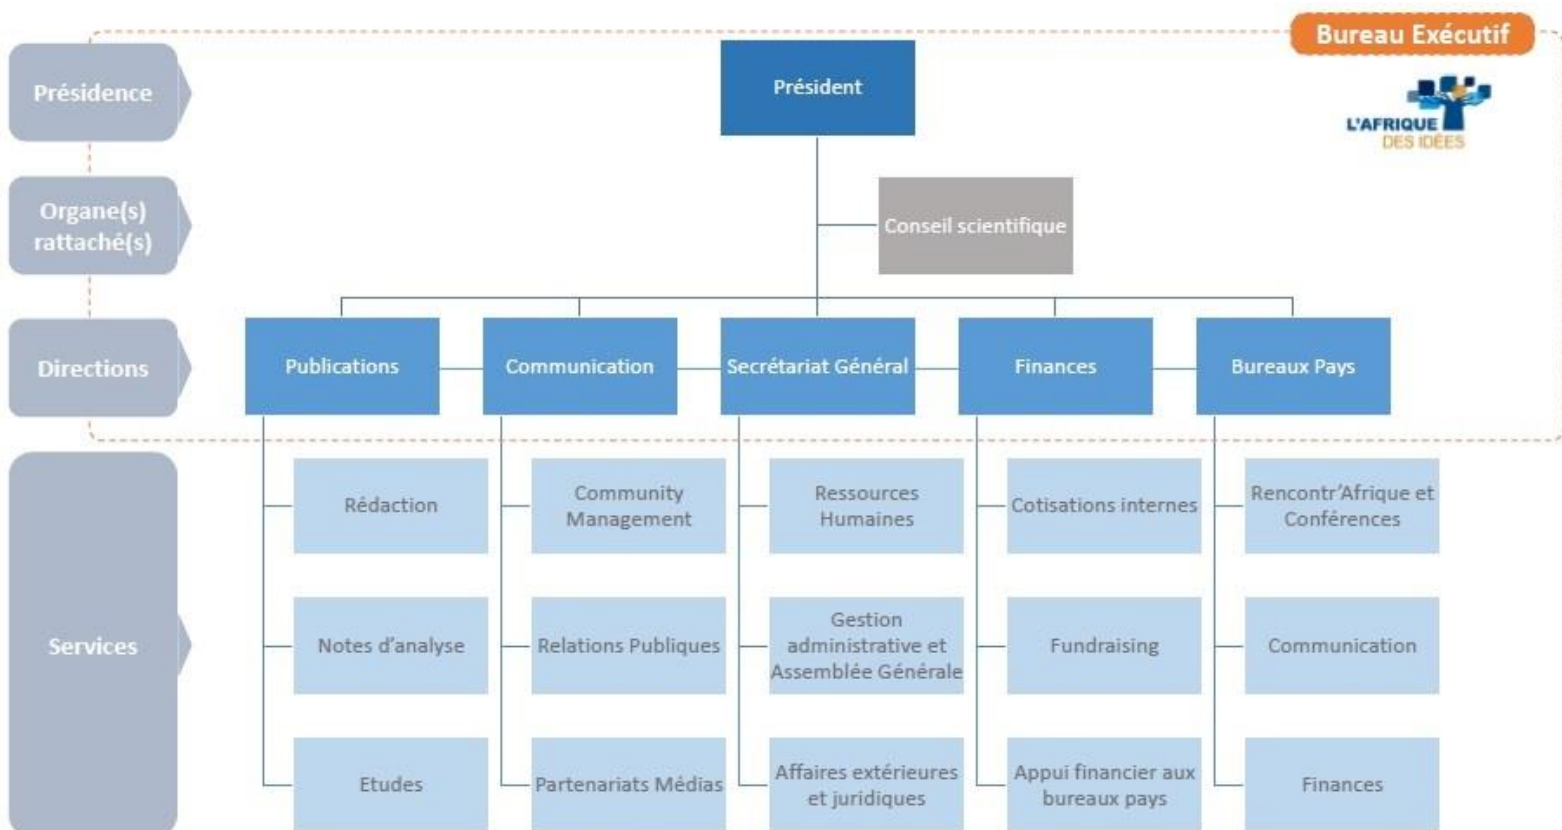 Bureau Exécutif
Présidence
Président
L'AFRIQUE
DES IDÉES
Organe(s)
rattaché(s)
Conseil scientifique
Directions
Publications
Communication
Secrétariat Général
Finances
Bureaux Pays
Services
Rédaction
Community
Management
Ressources
Humaines
Cotisations internes
Rencontr'Afrique et
Conférences
Notes d'analyse
Relations Publiques
Gestion
administrative et
Assemblée Générale
Fundraising
Communication
Etudes
Partenariats Médias
Affaires extérieures
et juridiques
Appui financier aux
bureaux pays
Finances